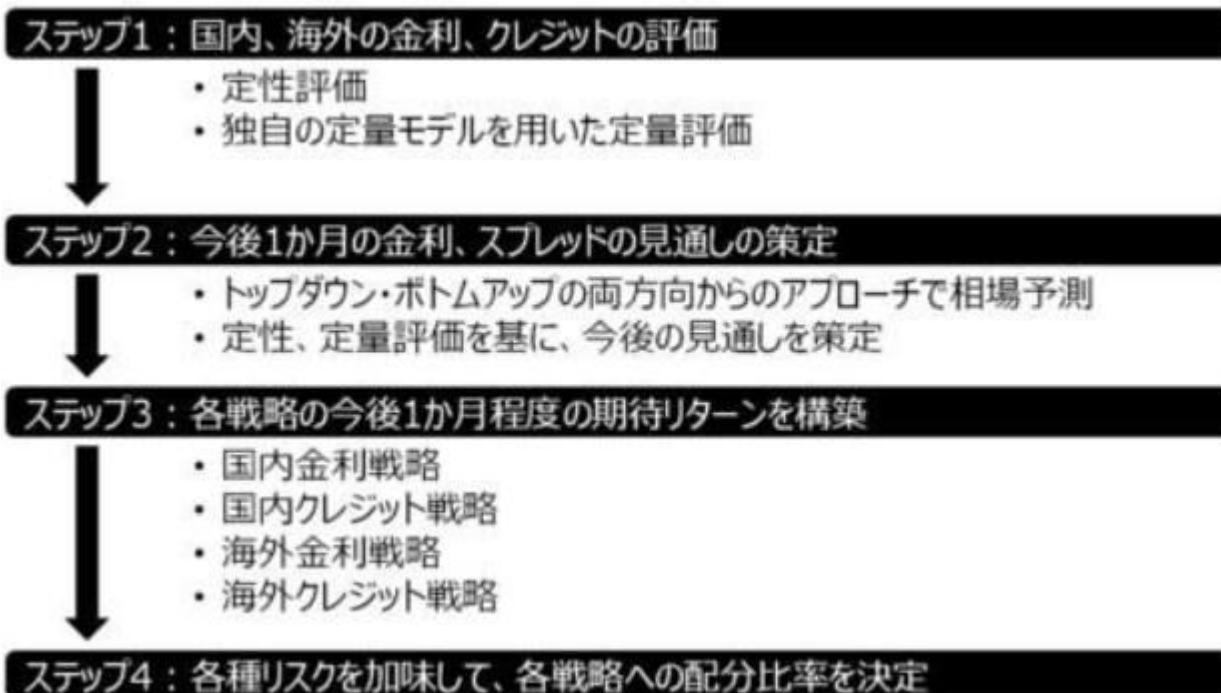 ステップ1：国内、海外の金利、クレジットの評価
・定性評価
・独自の定量モデルを用いた定量評価
ステップ2：今後1か月の金利、スプレッドの見通しの策定
・トップダウン・ボトムアップの両方向からのアプローチで相場予測
・定性、定量評価を基に、今後の見通しを策定
ステップ3：各戦略の今後1か月程度の期待リターンを構築
・国内金利戦略
・国内クレジット戦略
・海外金利戦略
・海外クレジット戦略
ステップ4：各種リスクを加味して、各戦略への配分比率を決定